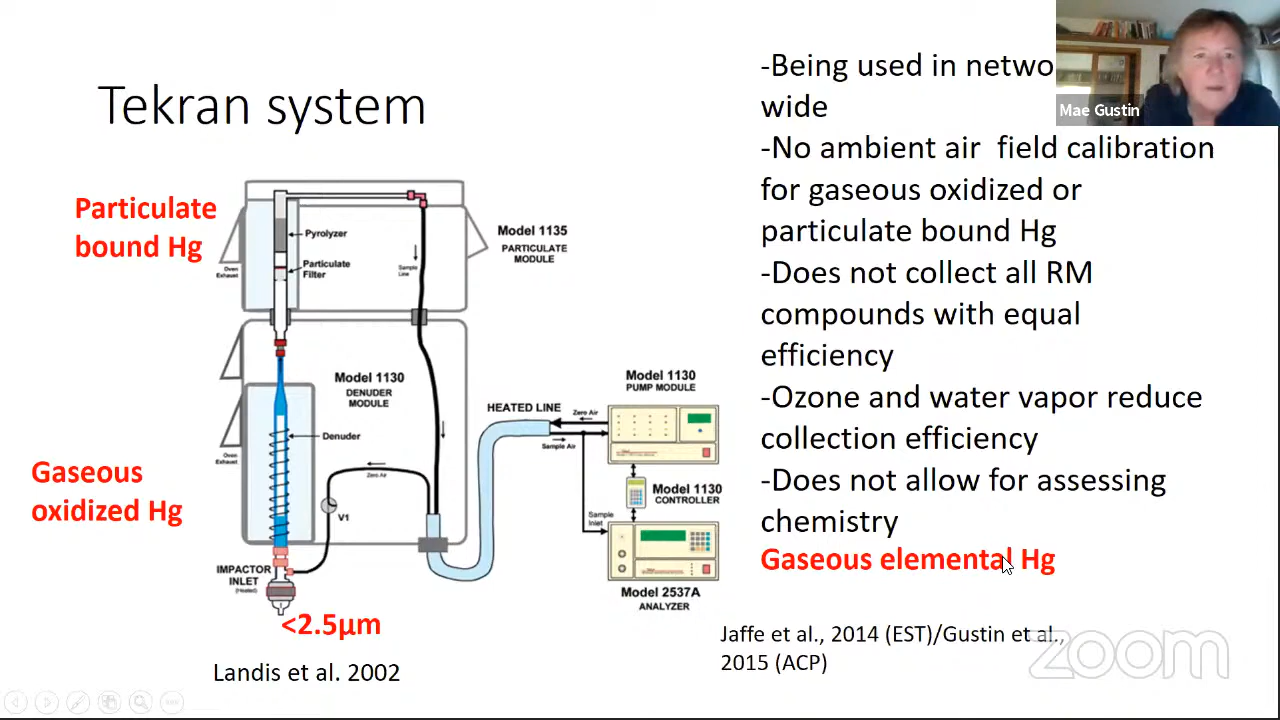 Tekran system
Particulate
bound Hg
Gaseous
oxidized Hg
Pyrolyzer
Particulate
Filter
Oven
Exhaust
Sample
Line
Model 1135
PARTICULATE
MODULE
Model 1130
DENUDER
MODULE
Denuder
Oven
Exhaust
Zero Air
V1
IMPACTOR
INLET
(Heated)
<2.5µm
HEATED LINE
Zero Air
Sample Air
Sample
Inlet
Model 1130
PUMP MODULE
Model 1130
CONTROLLER
Model 2537A
ANALYZER
Landis et al. 2002
-Being used in netwo
wide
-No ambient air  field calibration
for gaseous oxidized or
particulate bound Hg
-Does not collect all RM
compounds with equal
efficiency
-Ozone and water vapor reduce
collection efficiency
-Does not allow for assessing
chemistry
Gaseous elemental Hg
Jaffe et al., 2014 (EST)/Gustin et al.,
2015 (ACP)
Mae Gustin
zoom